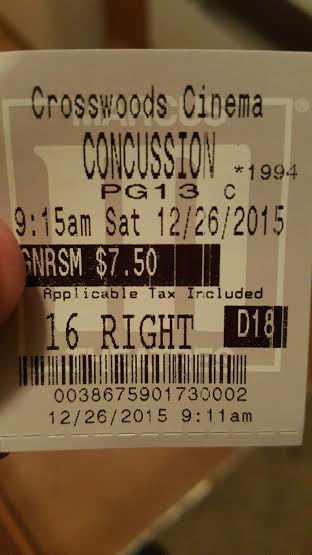 MARCUS
Crosswoods Cinema
CONCUSSION *1994
PG13 C
9:15am Sat 12/26/2015
GNRSM $7.50
Applicable Tax Included
16 RIGHT D18
0038675901730002
12/26/2015 9:11am